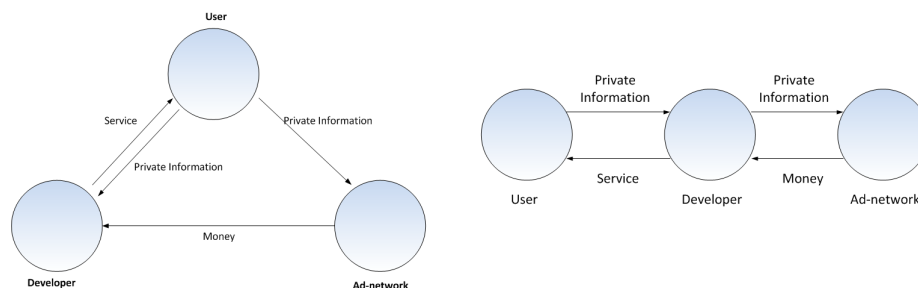 User
Service
Private Information
Private Information
Money
Developer
Ad-network
Private
Information
Private
Information
Service
Money
User
Developer
Ad-network